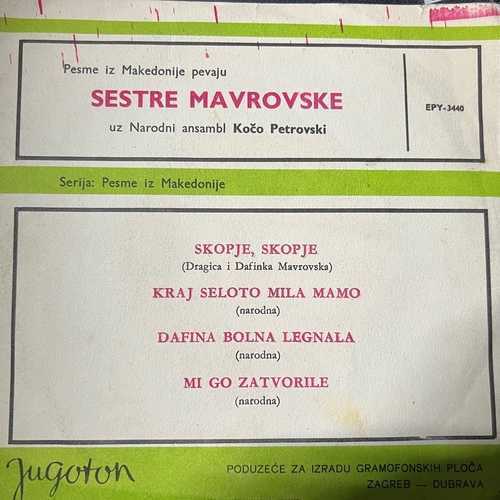 Pesme iz Makedonije pevaju
SESTRE MAVROVSKE
uz Narodni ansambl Kočo Petrovski
EPY-3440
Serija: Pesme iz Makedonije
SKOPJE, SKOPJE
(Dragica i Dafinka Mavrovska)
KRAJ SELOTO MILA MAMO
(narodna)
DAFINA BOLNA LEGNALA
(narodna)
MI GO ZATVORILE
(narodna)
Jugoton
PODUZEĆE ZA IZRADU GRAMOFONSKIH PLOČA
ZAGREB — DUBRAVA